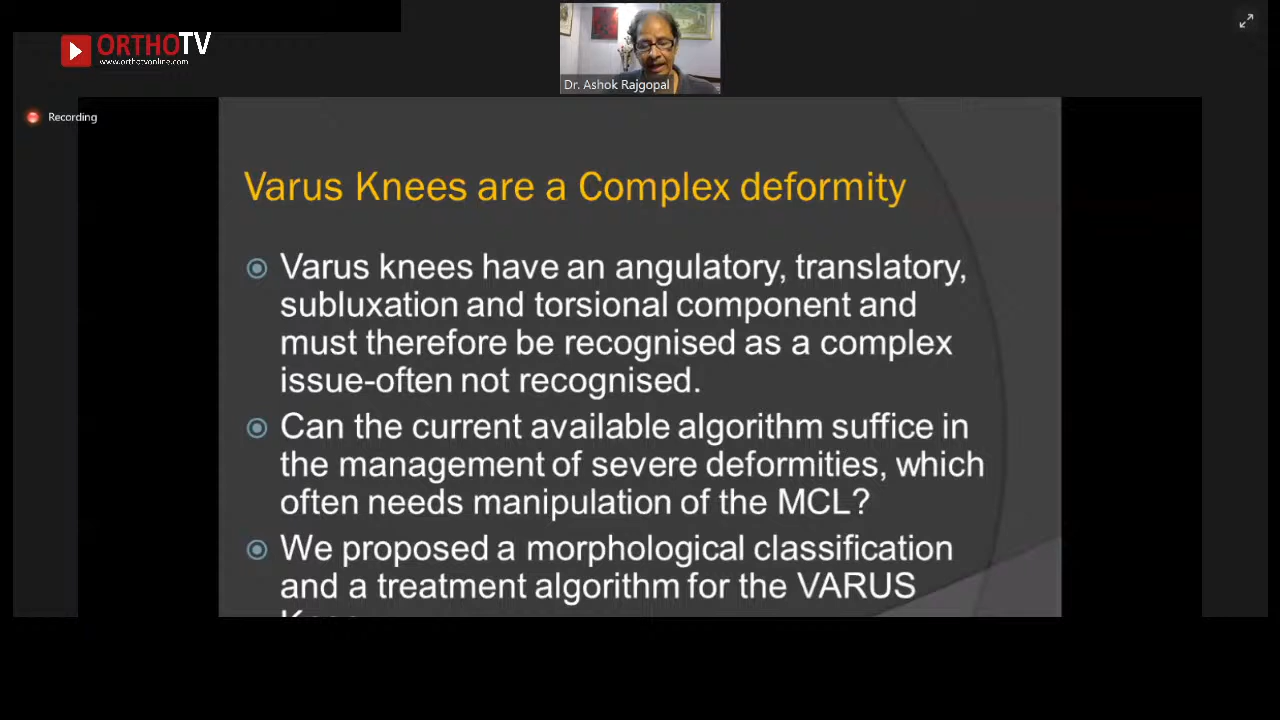 ORTHOTV
www.orthotvonline.com
Dr. Ashok Rajgopal
Recording
Varus Knees are a Complex deformity
Varus knees have an angulatory, translatory,
subluxation and torsional component and
must therefore be recognised as a complex
issue-often not recognised.
Can the current available algorithm suffice in
the management of severe deformities, which
often needs manipulation of the MCL?
We proposed a morphological classification
and a treatment algorithm for the VARUS